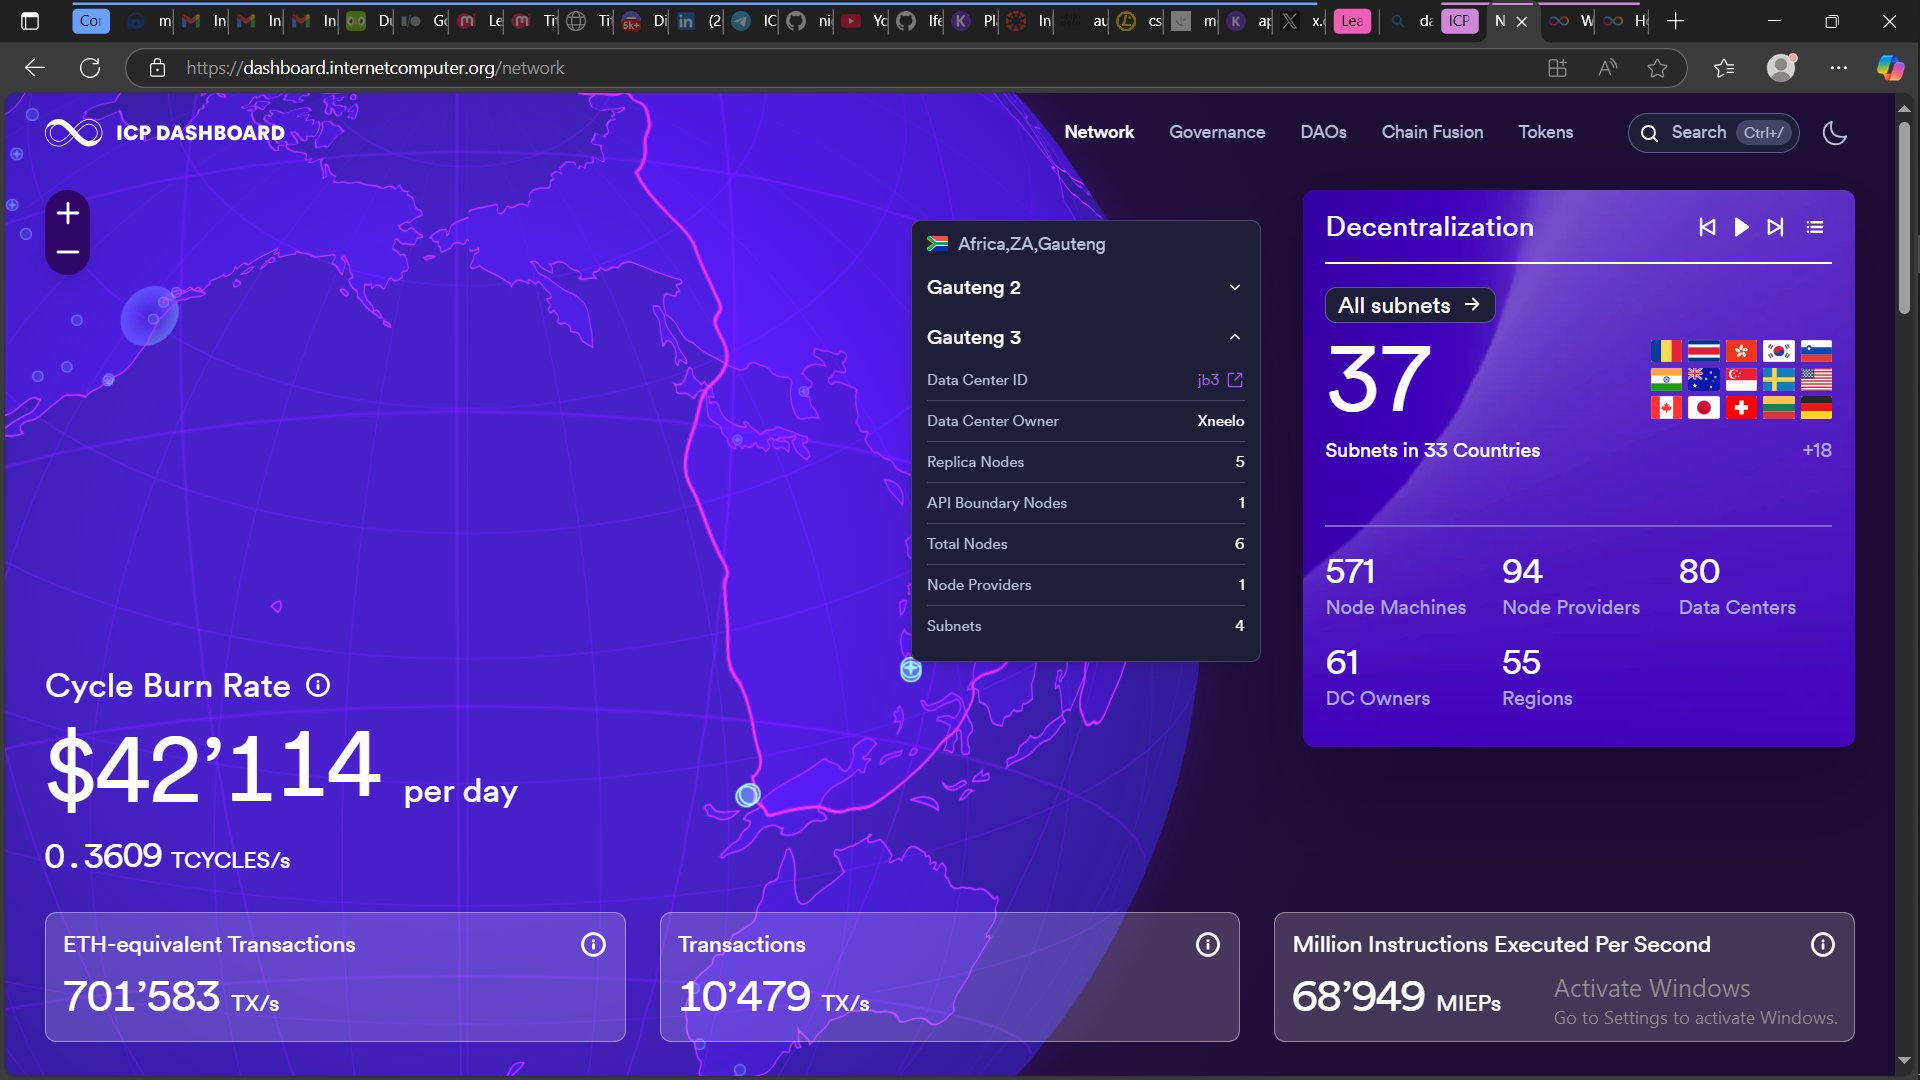 Cor
m
In
In
In
Du
Go
Le
Ti
Ti
Di
(2
IC
ni
Yo
Ife
Pl
In
au
cs
m
ap
x.
Lea
da
ICP
N
W
H
https://dashboard.internetcomputer.org/network
ICP DASHBOARD
Network
Governance
DAOs
Chain Fusion
Tokens
Search
Ctrl+/
Africa,ZA,Gauteng
Gauteng 2
Gauteng 3
Data Center ID jb3
Data Center Owner Xneelo
Replica Nodes 5
API Boundary Nodes 1
Total Nodes 6
Node Providers 1
Subnets 4
Decentralization
All subnets →
37
Subnets in 33 Countries
+18
571
Node Machines
94
Node Providers
80
Data Centers
61
DC Owners
55
Regions
Cycle Burn Rate
$42’114 per day
0.3609 TCYCLES/s
ETH-equivalent Transactions
701’583 TX/s
Transactions
10’479 TX/s
Million Instructions Executed Per Second
68’949 MIEPs
Activate Windows
Go to Settings to activate Windows.